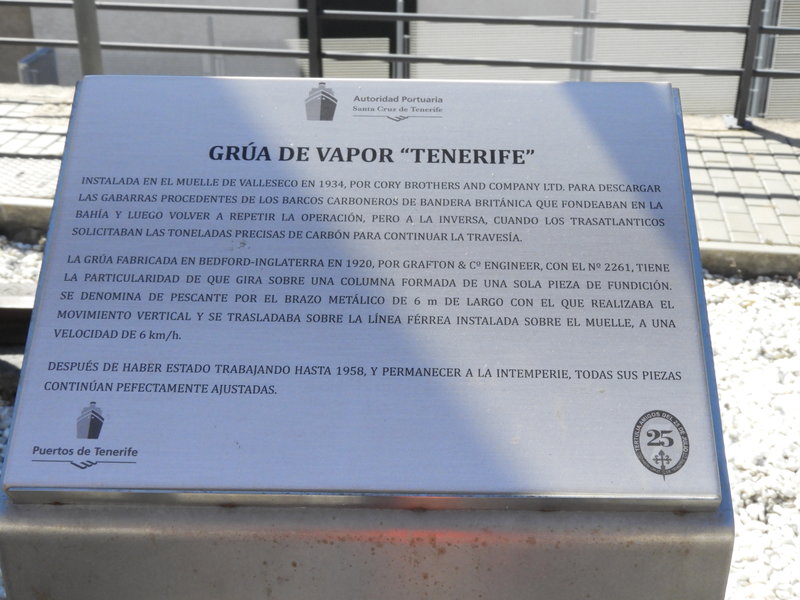 Autoridad Portuaria
Santa Cruz de Tenerife
GRÚA DE VAPOR “TENERIFE”
INSTALADA EN EL MUELLE DE VALLESECO EN 1934, POR CORY BROTHERS AND COMPANY LTD. PARA DESCARGAR
LAS GABARRAS PROCEDENTES DE LOS BARCOS CARBONEROS DE BANDERA BRITÁNICA QUE FONDEABAN EN LA
BAHÍA Y LUEGO VOLVER A REPETIR LA OPERACIÓN, PERO A LA INVERSA, CUANDO LOS TRASATLANTICOS
SOLICITABAN LAS TONELADAS PRECISAS DE CARBÓN PARA CONTINUAR LA TRAVESÍA.
LA GRÚA FABRICADA EN BEDFORD-INGLATERRA EN 1920, POR GRAFTON & Cº ENGINEER, CON EL Nº 2261, TIENE
LA PARTICULARIDAD DE QUE GIRA SOBRE UNA COLUMNA FORMADA DE UNA SOLA PIEZA DE FUNDICIÓN.
SE DENOMINA DE PESCANTE POR EL BRAZO METÁLICO DE 6 m DE LARGO CON EL QUE REALIZABA EL
MOVIMIENTO VERTICAL Y SE TRASLADABA SOBRE LA LÍNEA FÉRREA INSTALADA SOBRE EL MUELLE, A UNA
VELOCIDAD DE 6 km/h.
DESPUÉS DE HABER ESTADO TRABAJANDO HASTA 1958, Y PERMANECER A LA INTEMPERIE, TODAS SUS PIEZAS
CONTINÚAN PEFECTAMENTE AJUSTADAS.
Puertos de Tenerife
TERTULIA AMIGOS DEL 25 DE JULIO
25